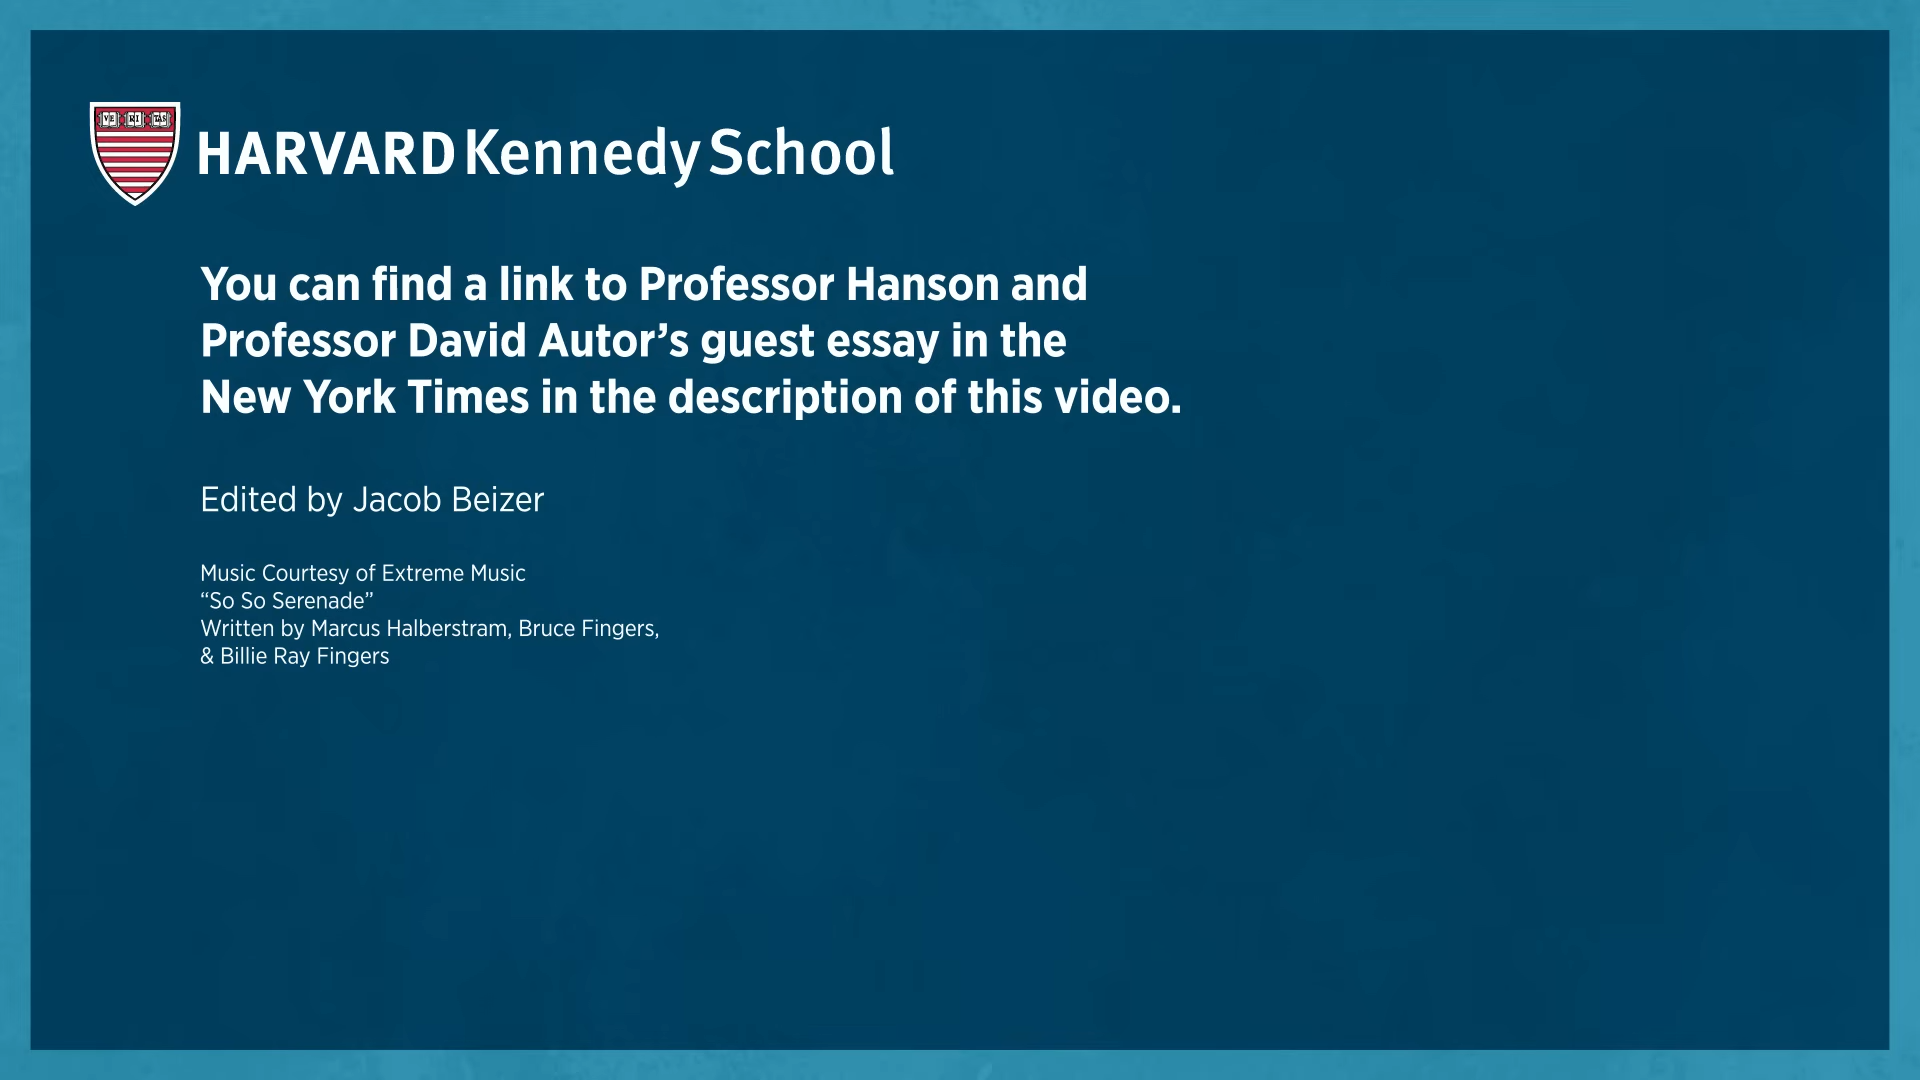 VE RI TAS
HARVARD Kennedy School
You can find a link to Professor Hanson and
Professor David Autor’s guest essay in the
New York Times in the description of this video.
Edited by Jacob Beizer
Music Courtesy of Extreme Music
“So So Serenade”
Written by Marcus Halberstram, Bruce Fingers,
& Billie Ray Fingers